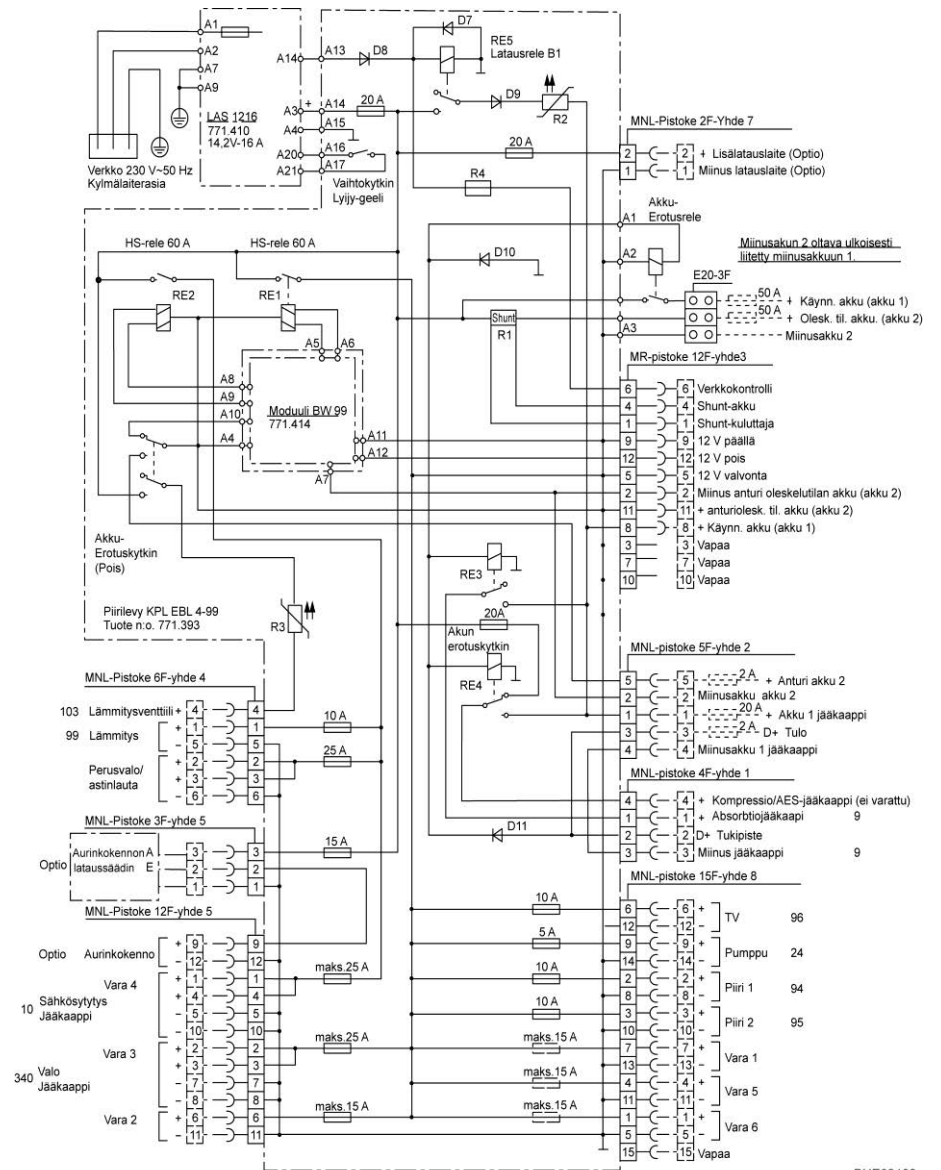 A1
A2
A7
A9
A14
A13
D8
D7
RE5
Latausrele B1
D9
R2
A3
+
A14
20 A
A4
A15
A20
A16
A21
A17
LAS 1216
771.410
14,2V-16 A
Verkko 230 V~50 Hz
Kylmälaiterasia
Vaihtokytkin
Lyijy-geeli
20 A
R4
MNL-Pistoke 2F-Yhde 7
2 2 + Lisälatauslaite (Optio)
1 1 Miinus latauslaite (Optio)
Akku-
Erotusrele
A1
A2
A3
D10
Miinusakun 2 oltava ulkoisesti
liitetty miinusakkuun 1.
E20-3F
50 A + Käynn. akku (akku 1)
50 A + Olesk. til. akku. (akku 2)
Miinusakku 2
HS-rele 60 A
HS-rele 60 A
RE2
RE1
Shunt
R1
A5
A6
A8
A9
A10
A4
A11
A12
A7
Moduuli BW 99
771.414
MR-pistoke 12F-yhde3
6 6 Verkkokontrolli
4 4 Shunt-akku
1 1 Shunt-kuluttaja
9 9 12 V päällä
12 12 12 V pois
5 5 12 V valvonta
2 2 Miinus anturi oleskelutilan akku (akku 2)
11 11 + anturiolesk. til. akku (akku 2)
8 8 + Käynn. akku (akku 1)
3 3 Vapaa
7 7 Vapaa
10 10 Vapaa
Akku-
Erotuskytkin
(Pois)
Piirilevy KPL EBL 4-99
Tuote n:o. 771.393
R3
RE3
20A
Akun
erotuskytkin
RE4
D11
MNL-Pistoke 5F-yhde 2
5 5 2 A + Anturi akku 2
2 2 Miinusakku akku 2
1 1 20 A + Akku 1 jääkaappi
3 3 2 A D+ Tulo
4 4 Miinusakku 1 jääkaappi
MNL-pistoke 4F-yhde 1
4 4 + Kompressio/AES-jääkaappi (ei varattu)
1 1 + Absorbtiojääkaapi 9
2 2 D+ Tukipiste
3 3 Miinus jääkaappi 9
MNL-Pistoke 6F-yhde 4
103 Lämmitysventtiili + 4 4
99 Lämmitys + 1 1 10 A
− 5 5
Perusvalo/
astinlauta
+ 2 2 25 A
+ 3 3
− 6 6
MNL-Pistoke 3F-yhde 5
Optio
Aurinkokennon A
lataussäädin E
3 3 15 A
2 2
1 1
MNL-Pistoke 12F-yhde 5
Optio Aurinkokenno + 9 9
− 12 12
Vara 4 + 1 1 maks.25 A
+ 4 4
10 Sähkösytytys
Jääkaappi
− 5 5
− 10 10
Vara 3 + 2 2 maks.25 A
+ 3 3
340 Valo
Jääkaappi
− 7 7
− 8 8
Vara 2 + 6 6 maks.15 A
− 11 11
MNL-pistoke 15F-yhde 8
10 A 6 6 + TV 96
12 12 −
5 A 9 9 + Pumppu 24
14 14 −
10 A 2 2 + Piiri 1 94
8 8 −
10 A 3 3 + Piiri 2 95
10 10 −
maks.15 A 7 7 + Vara 1
13 13 −
maks.15 A 4 4 + Vara 5
11 11 −
maks.15 A 1 1 + Vara 6
5 5 −
15 15 Vapaa